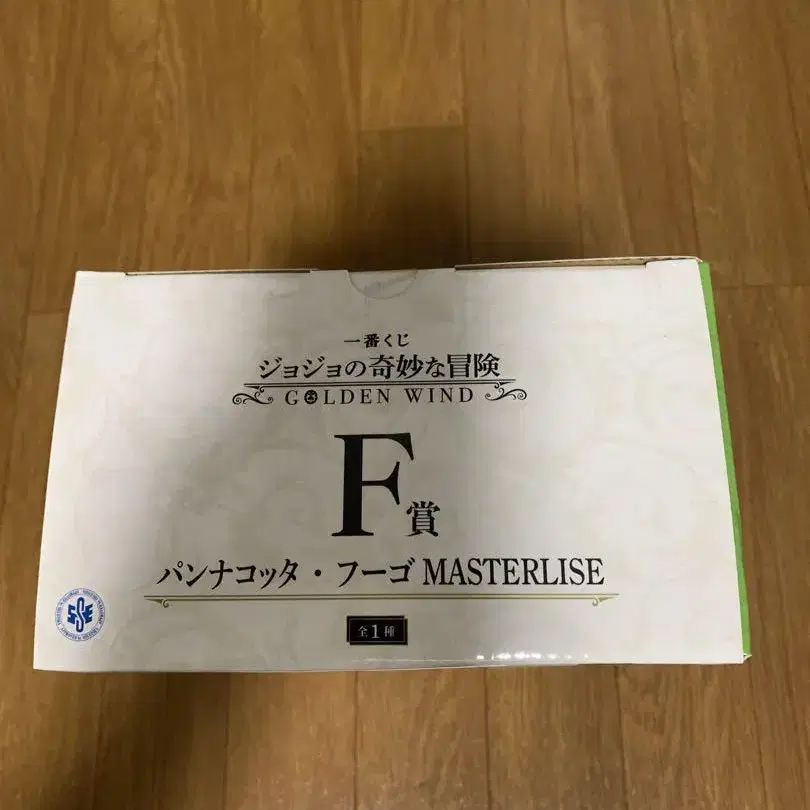 一番くじ
ジョジョの奇妙な冒険
GOLDEN WIND
F賞
パンナコッタ・フーゴ MASTERLISE
全1種